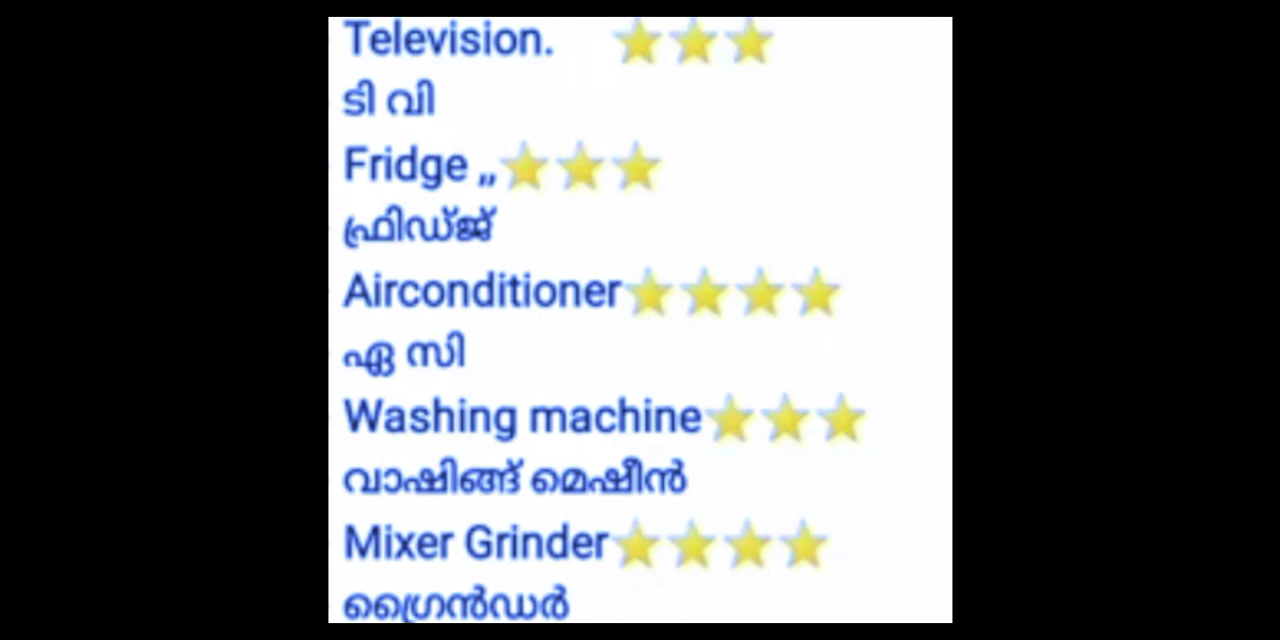 Television. ⭐⭐⭐
ടി വി
Fridge „⭐⭐⭐
ഫ്രിഡ്ജ്
Airconditioner⭐⭐⭐⭐
ഏ സി
Washing machine⭐⭐⭐
വാഷിങ്ങ് മെഷീൻ
Mixer Grinder⭐⭐⭐⭐
ഗ്രൈൻഡർ